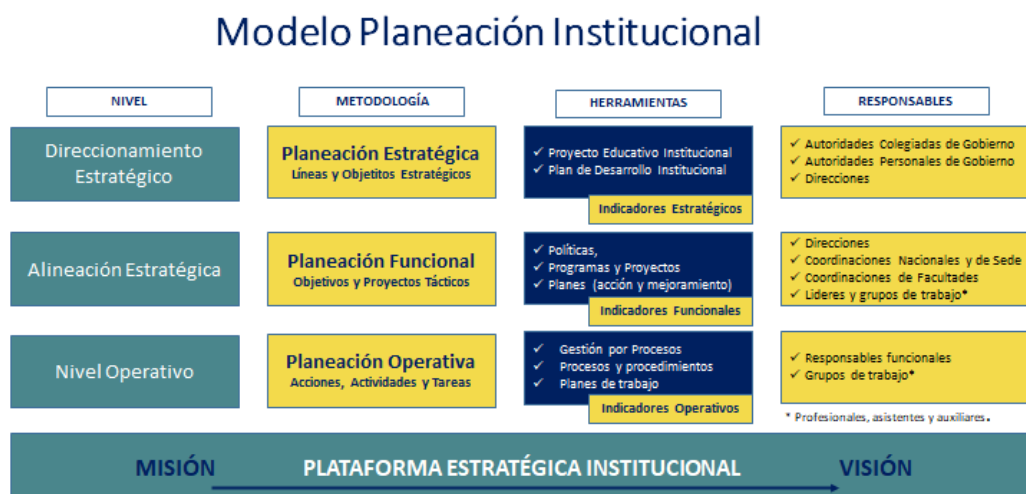 Modelo Planeación Institucional
NIVEL
METODOLOGÍA
HERRAMIENTAS
RESPONSABLES
Direccionamiento
Estratégico
Planeación Estratégica
Líneas y Objetitos Estratégicos
✓ Proyecto Educativo Institucional
✓ Plan de Desarrollo Institucional
Indicadores Estratégicos
✓ Autoridades Colegiadas de Gobierno
✓ Autoridades Personales de Gobierno
✓ Direcciones
Alineación Estratégica
Planeación Funcional
Objetivos y Proyectos Tácticos
✓ Políticas,
✓ Programas y Proyectos
✓ Planes (acción y mejoramiento)
Indicadores Funcionales
✓ Direcciones
✓ Coordinaciones Nacionales y de Sede
✓ Coordinaciones de Facultades
✓ Lideres y grupos de trabajo*
Nivel Operativo
Planeación Operativa
Acciones, Actividades y Tareas
✓ Gestión por Procesos
✓ Procesos y procedimientos
✓ Planes de trabajo
Indicadores Operativos
✓ Responsables funcionales
✓ Grupos de trabajo*
* Profesionales, asistentes y auxiliares.
MISIÓN PLATAFORMA ESTRATÉGICA INSTITUCIONAL VISIÓN